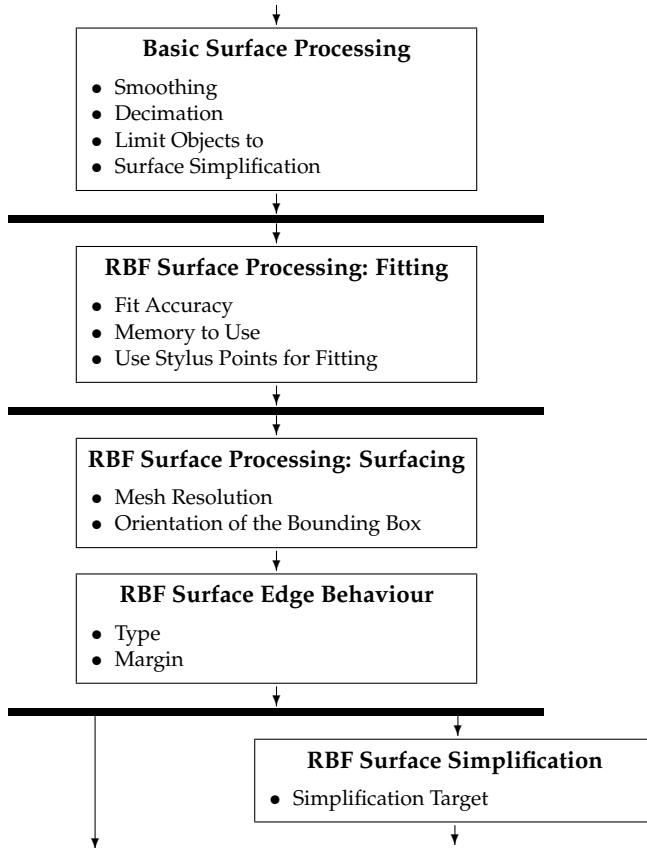 Basic Surface Processing
• Smoothing
• Decimation
• Limit Objects to
• Surface Simplification
RBF Surface Processing: Fitting
• Fit Accuracy
• Memory to Use
• Use Stylus Points for Fitting
RBF Surface Processing: Surfacing
• Mesh Resolution
• Orientation of the Bounding Box
RBF Surface Edge Behaviour
• Type
• Margin
RBF Surface Simplification
• Simplification Target